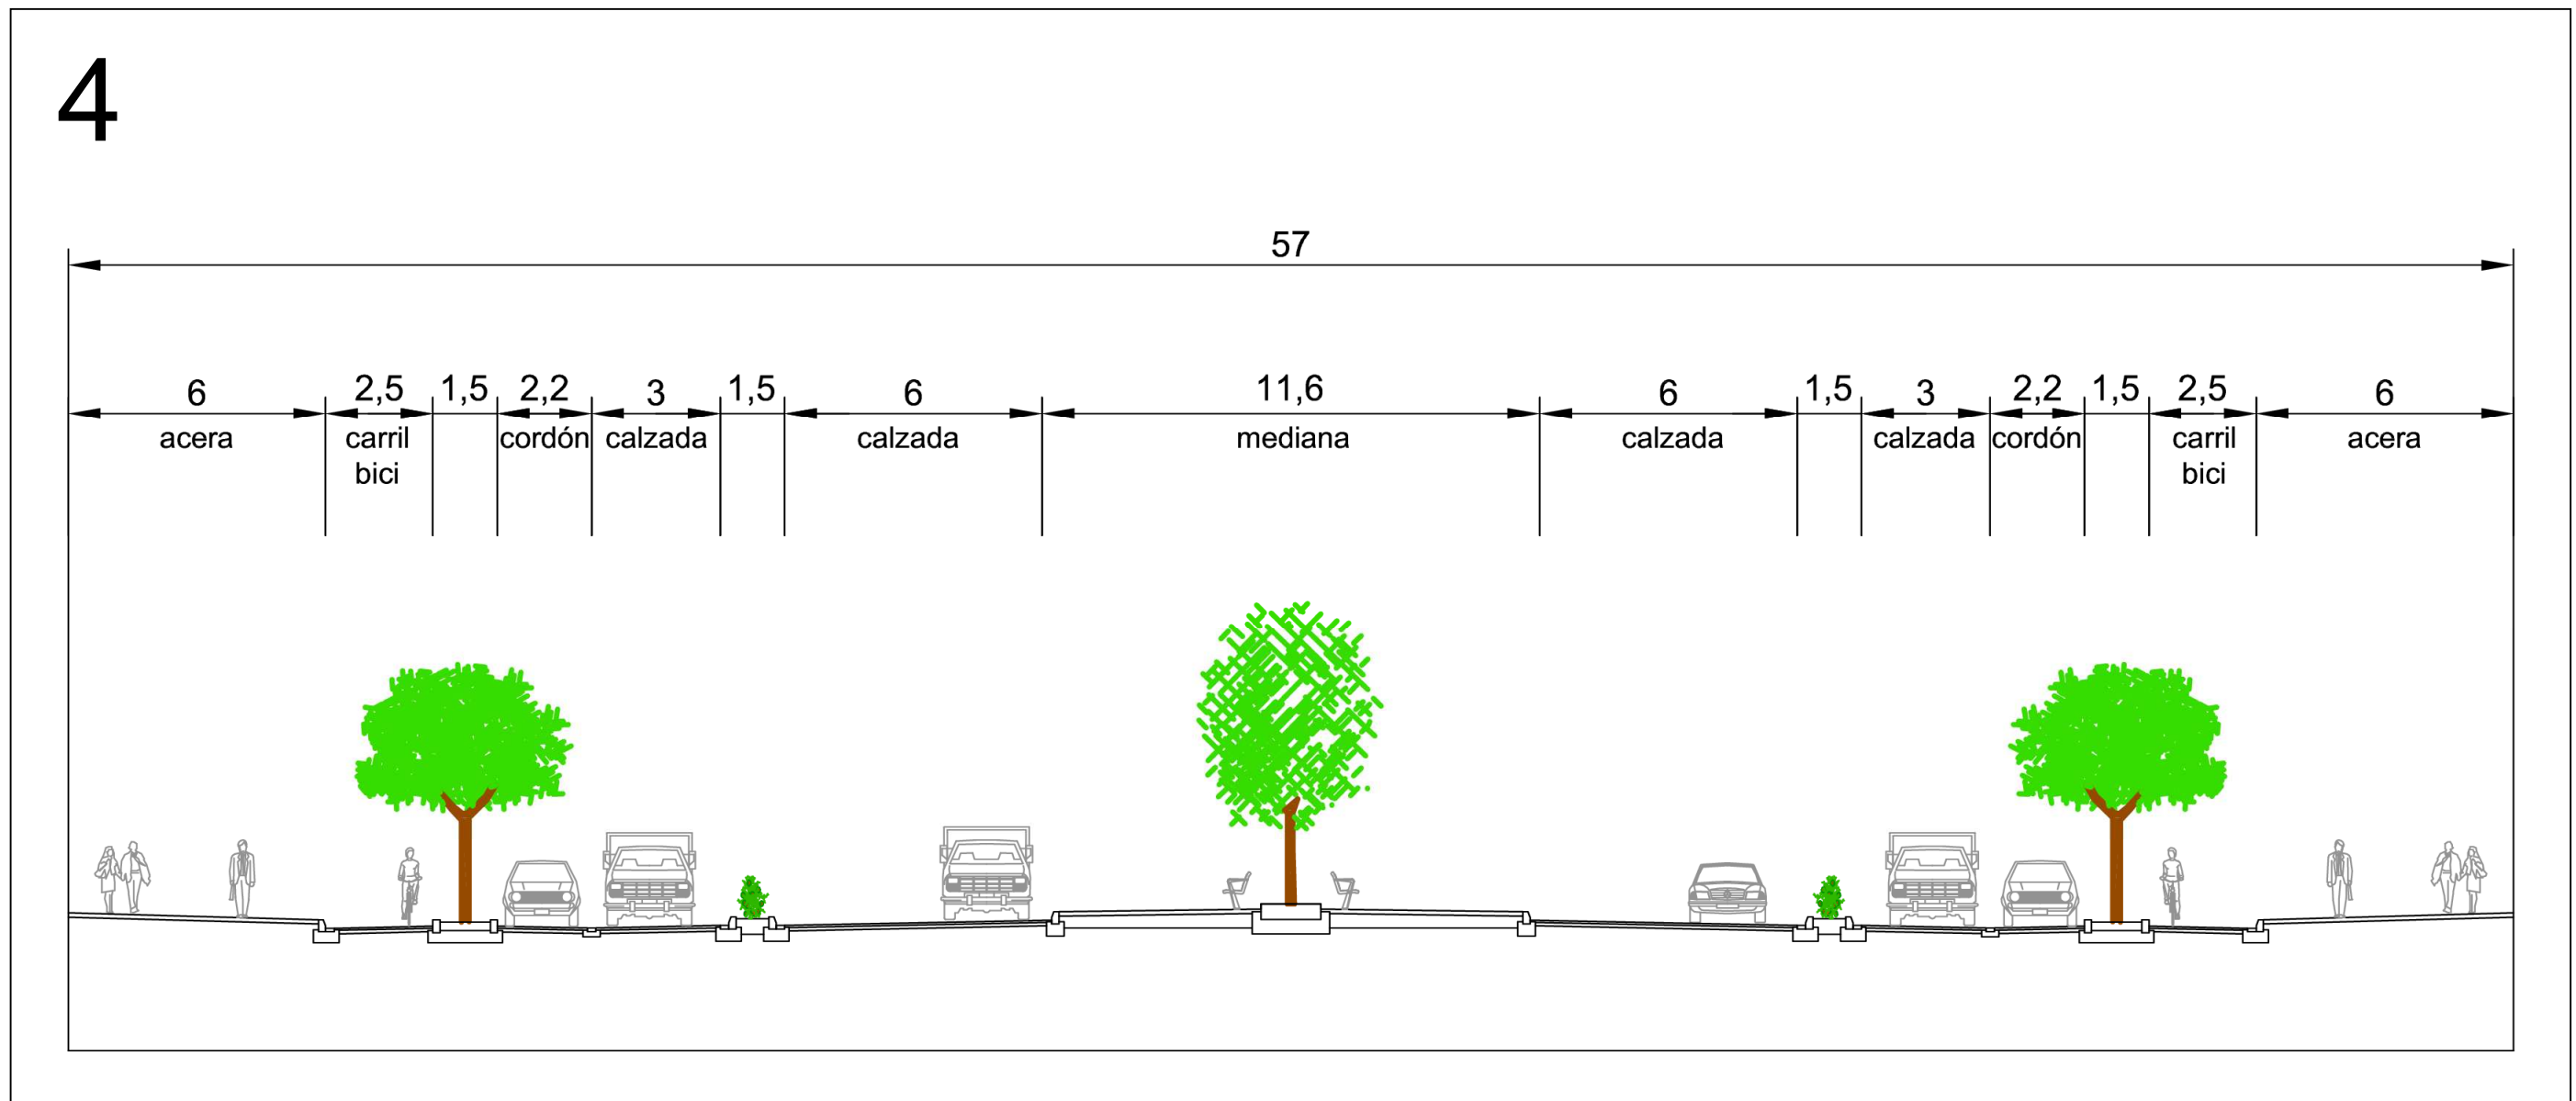 4
57
6 2,5 1,5 2,2 3 1,5 6 11,6 6 1,5 3 2,2 1,5 2,5 6
acera carril cordón calzada calzada mediana calzada calzada cordón carril acera
bici bici